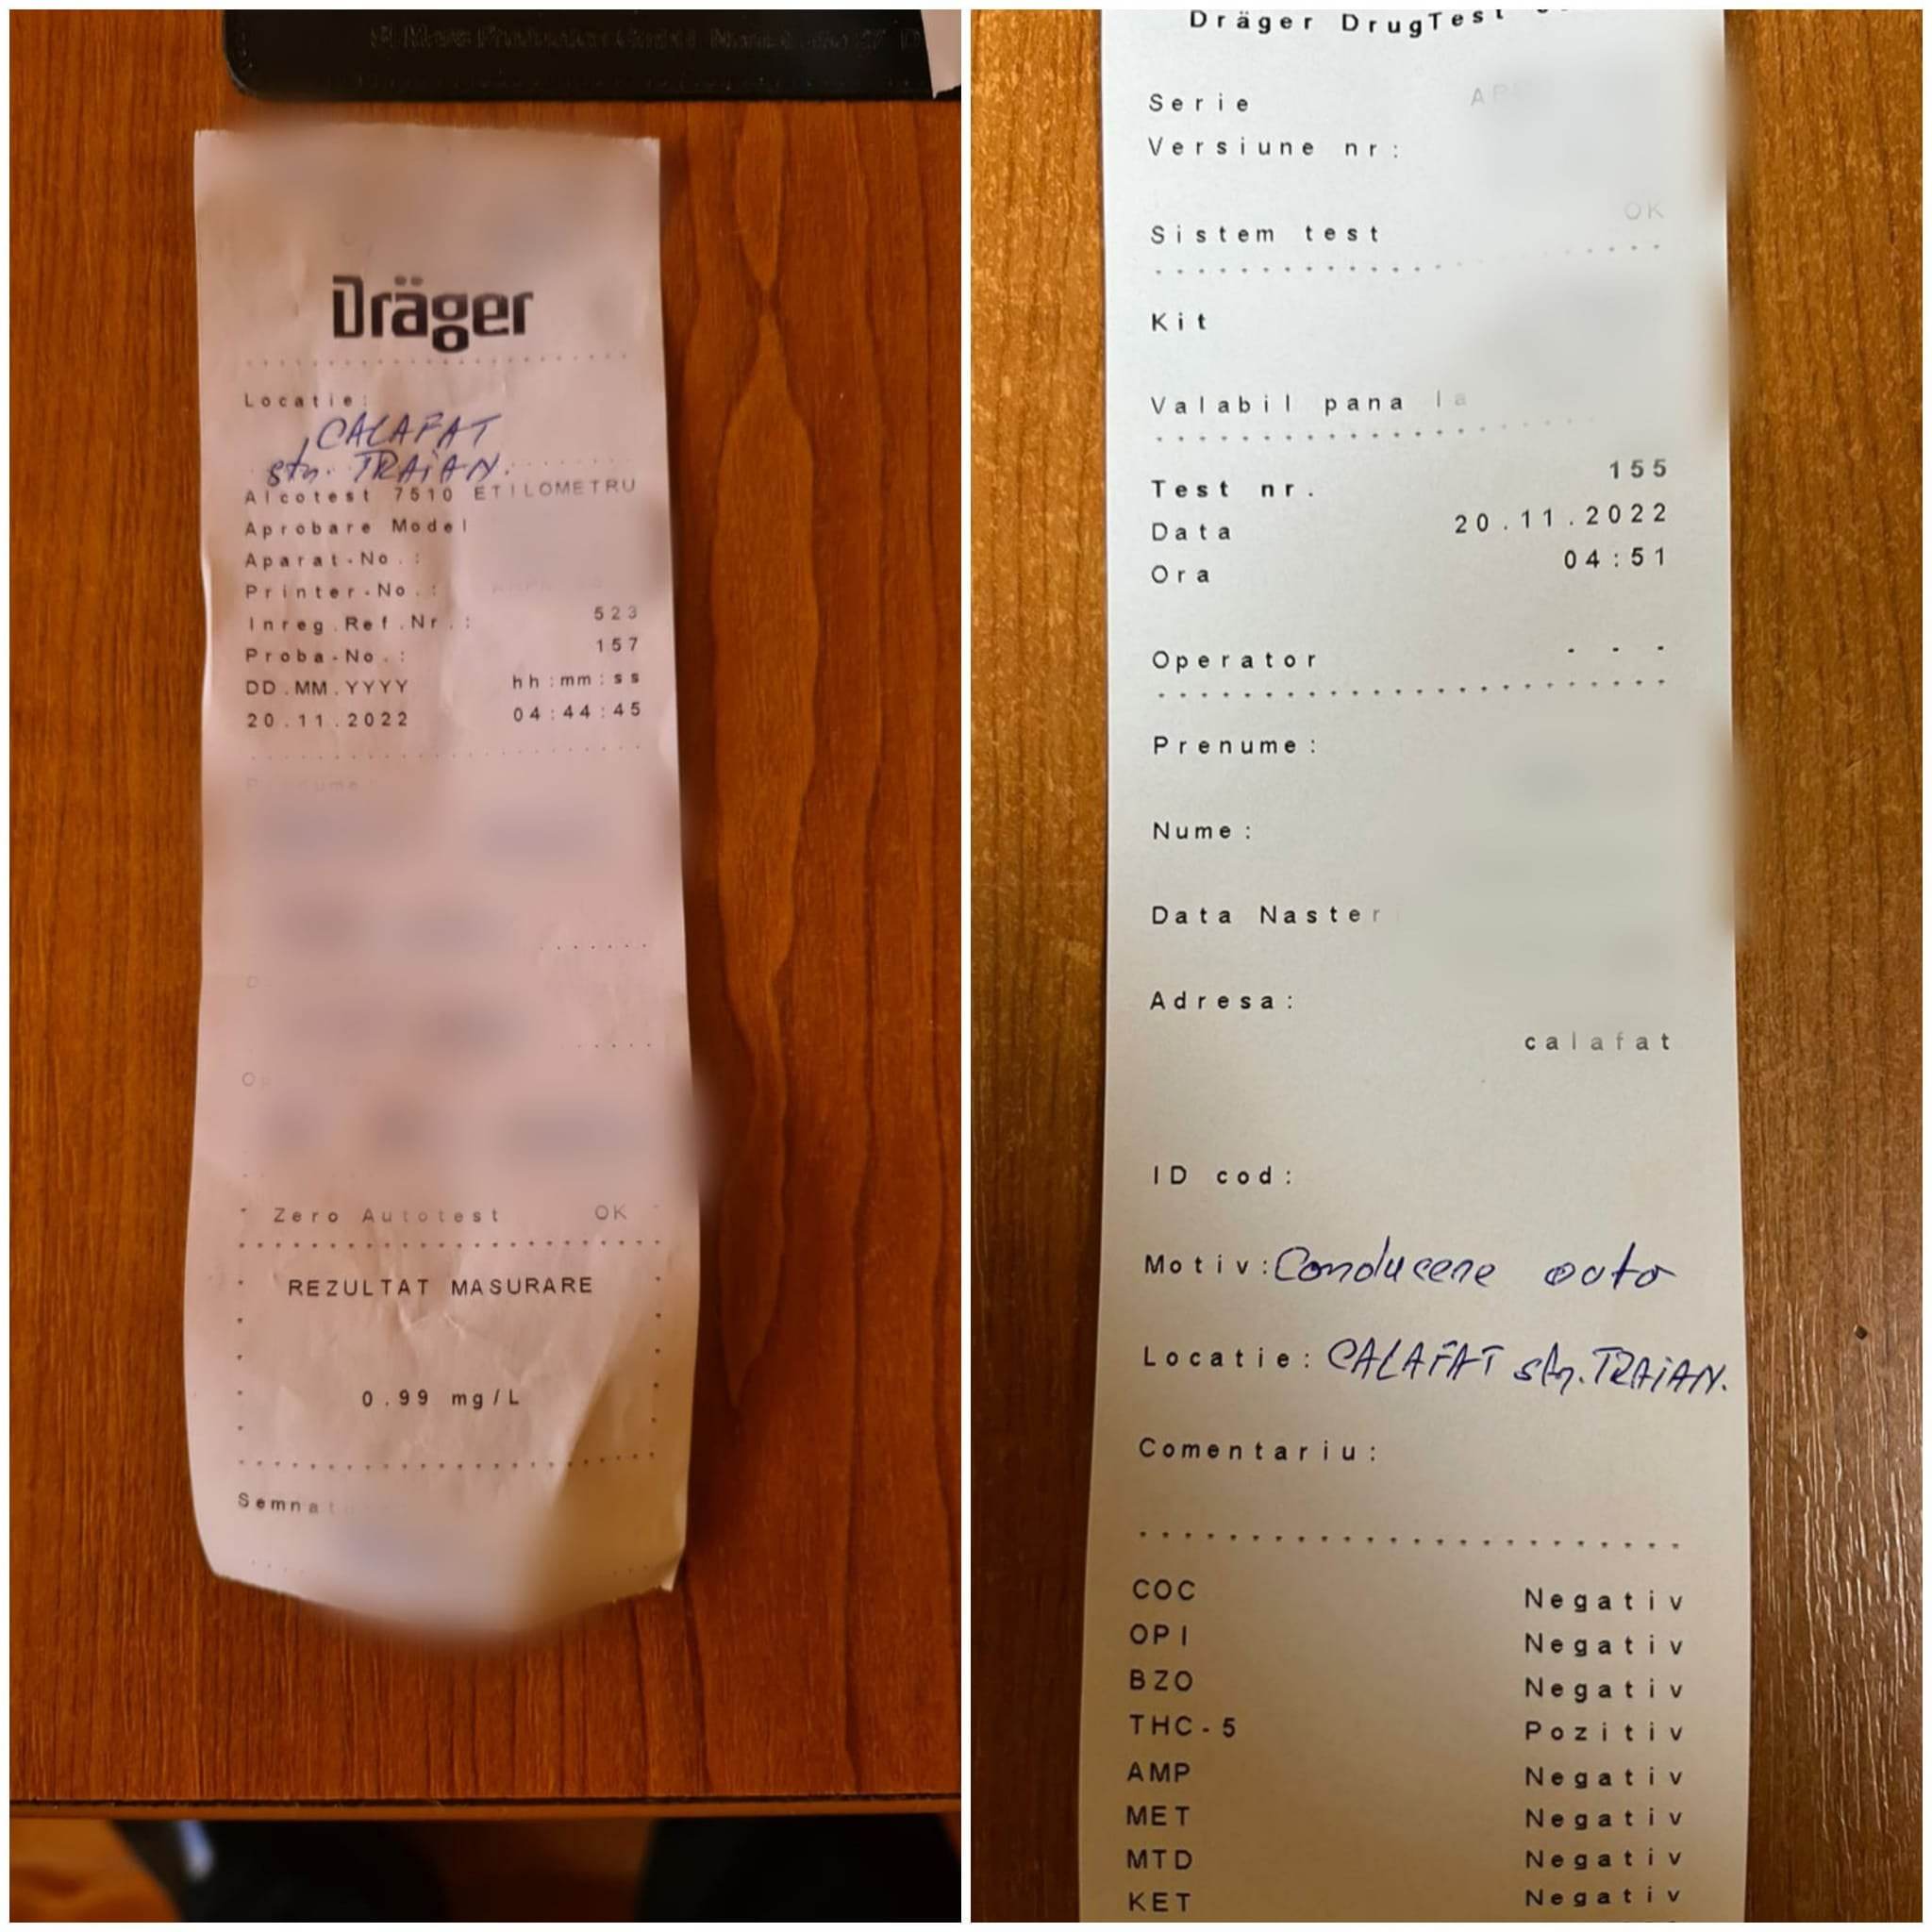 Dräger
Locatie:
CALAFAT
str. TRAIAN.
Alcotest 7510 ETILOMETRU
Aprobare Model
Aparat-No.:
Printer-No.:
Inreg.Ref.Nr.: 523
Proba-No.: 157
DD.MM.YYYY hh:mm:ss
20.11.2022 04:44:45
Zero Autotest OK
REZULTAT MASURARE
0.99 mg/L
Semnat
Dräger DrugTest
Serie
Versiune nr:
Sistem test OK
Kit
Valabil pana la
Test nr. 155
Data 20.11.2022
Ora 04:51
Operator - - -
Prenume:
Nume:
Data Naster
Adresa:
calafat
ID cod:
Motiv: Conducere auto
Locatie: CALAFAT str. TRAIAN.
Comentariu:
COC Negativ
OPI Negativ
BZO Negativ
THC-5 Pozitiv
AMP Negativ
MET Negativ
MTD Negativ
KET Negativ